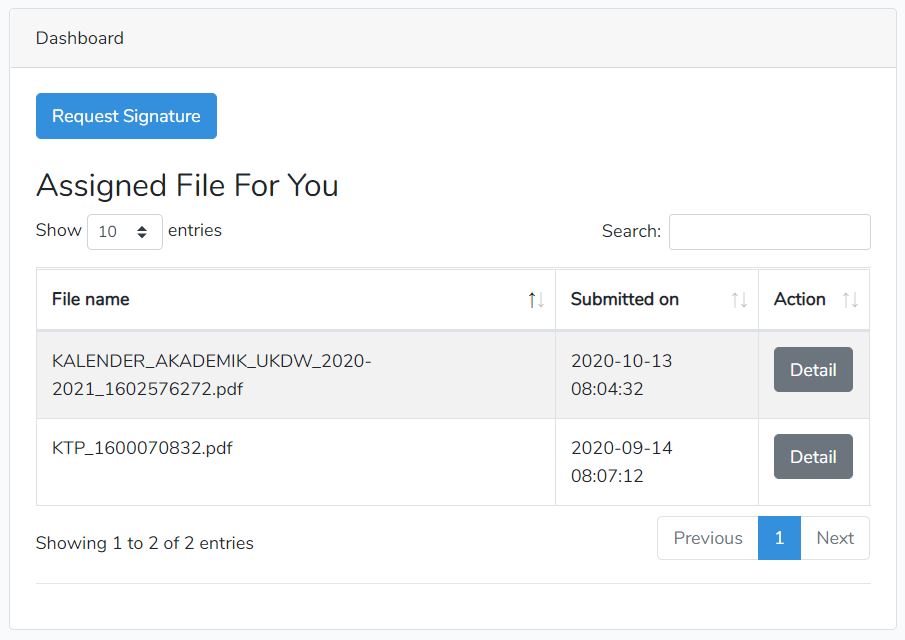 Dashboard
Request Signature
Assigned File For You
Show 10 entries
Search:
File name
Submitted on
Action
KALENDER_AKADEMIK_UKDW_2020-
2021_1602576272.pdf
2020-10-13
08:04:32
Detail
KTP_1600070832.pdf
2020-09-14
08:07:12
Detail
Showing 1 to 2 of 2 entries
Previous 1 Next